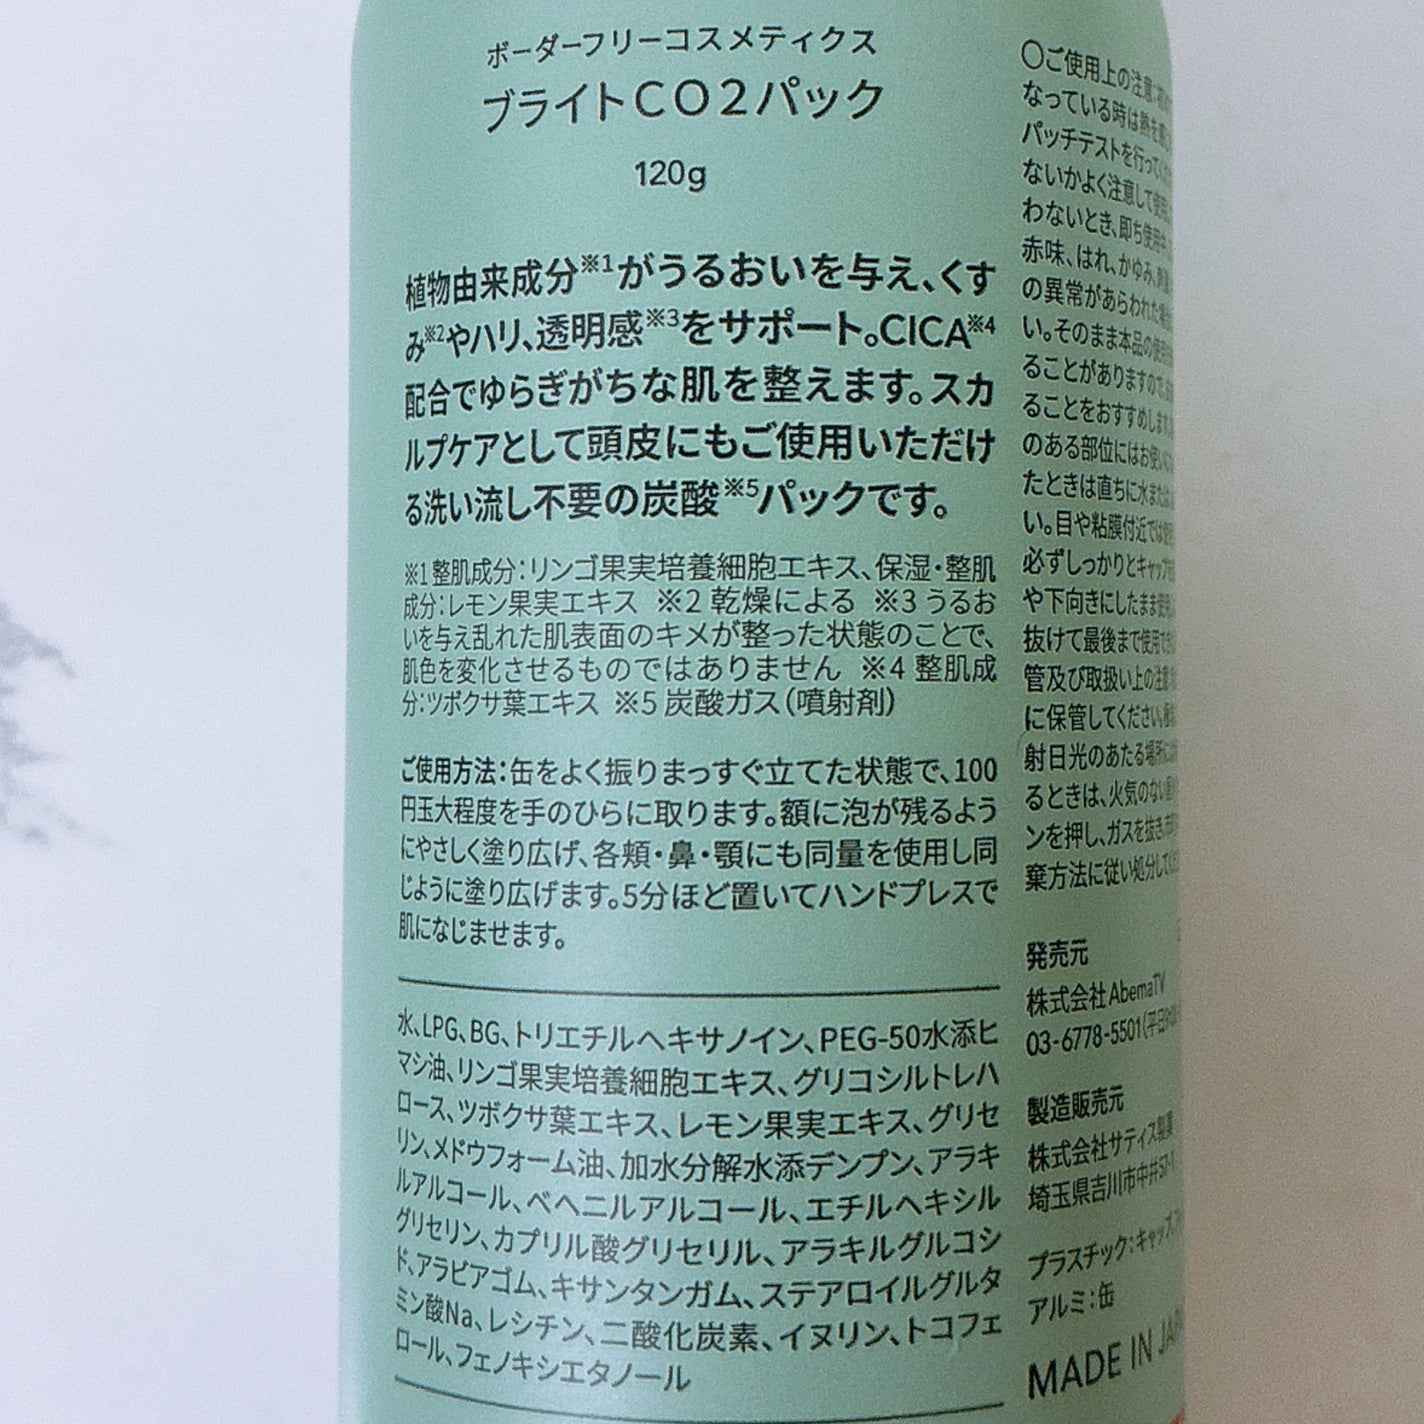 ボーダーフリーコスメティクス
ブライトCO2パック
120g
植物由来成分※1がうるおいを与え、くす
み※2やハリ、透明感※3をサポート。CICA※4
配合でゆらぎがちな肌を整えます。スカ
ルプケアとして頭皮にもご使用いただけ
る洗い流し不要の炭酸※5パックです。
※1 整肌成分：リンゴ果実培養細胞エキス、保湿・整肌
成分：レモン果実エキス ※2 乾燥による ※3 うるお
いを与え乱れた肌表面のキメが整った状態のことで、
肌色を変化させるものではありません ※4 整肌成
分：ツボクサ葉エキス ※5 炭酸ガス（噴射剤）
ご使用方法：缶をよく振りまっすぐ立てた状態で、100
円玉大程度を手のひらに取ります。額に泡が残るよう
にやさしく塗り広げ、各頬・鼻・顎にも同量を使用し同
じように塗り広げます。5分ほど置いてハンドプレスで
肌になじませます。
水、LPG、BG、トリエチルヘキサノイン、PEG-50水添ヒ
マシ油、リンゴ果実培養細胞エキス、グリコシルトレハ
ロース、ツボクサ葉エキス、レモン果実エキス、グリセ
リン、メドウフォーム油、加水分解水添デンプン、アラキ
ルアルコール、ベヘニルアルコール、エチルヘキシル
グリセリン、カプリル酸グリセリル、アラキルグルコシ
ド、アラビアゴム、キサンタンガム、ステアロイルグルタ
ミン酸Na、レシチン、二酸化炭素、イヌリン、トコフェ
ロール、フェノキシエタノール
〇ご使用上の注意：
なっている時は熱を
パッチテストを行って
ないかよく注意して使用
わないとき、即ち使用
赤味、はれ、かゆみ、
の異常があらわれた
い。そのまま本品の使用
ることがありますので、
ることをおすすめします
のある部位にはお使い
たときは直ちに水また
い。目や粘膜付近では
必ずしっかりとキャップ
や下向きにしたまま使用
抜けて最後まで使用でき
管及び取扱い上の注意
に保管してください。
射日光のあたる場所に
るときは、火気のない
ンを押し、ガスを抜き、
棄方法に従い処分して
発売元
株式会社AbemaTV
03-6778-5501（平日
製造販売元
株式会社サティス製薬
埼玉県吉川市中井57-1
プラスチック：キャップ、
アルミ：缶
MADE IN